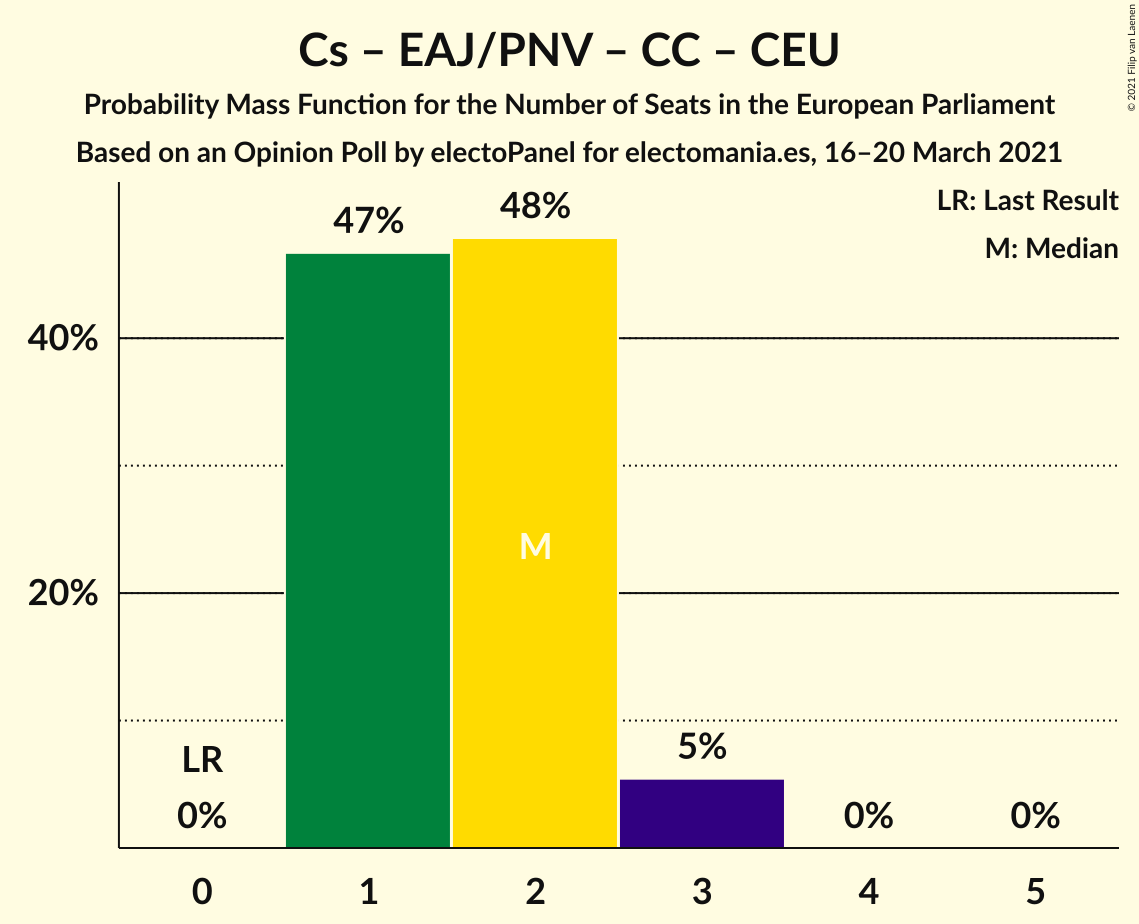 Cs – EAJ/PNV – CC – CEU
Probability Mass Function for the Number of Seats in the European Parliament
Based on an Opinion Poll by electoPanel for electomania.es, 16–20 March 2021
© 2021 Filip van Laenen
LR: Last Result
M: Median
47%
48%
40%
M
20%
LR
5%
0%
0%
0%
0
1
2
3
4
5